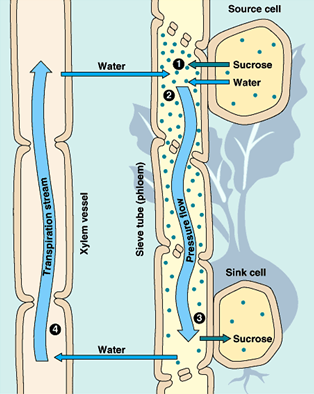 Source cell
Water
1
Sucrose
2
Water
Transpiration stream
Xylem vessel
Sieve tube (phloem)
Pressure flow
Sink cell
3
4
Sucrose
Water